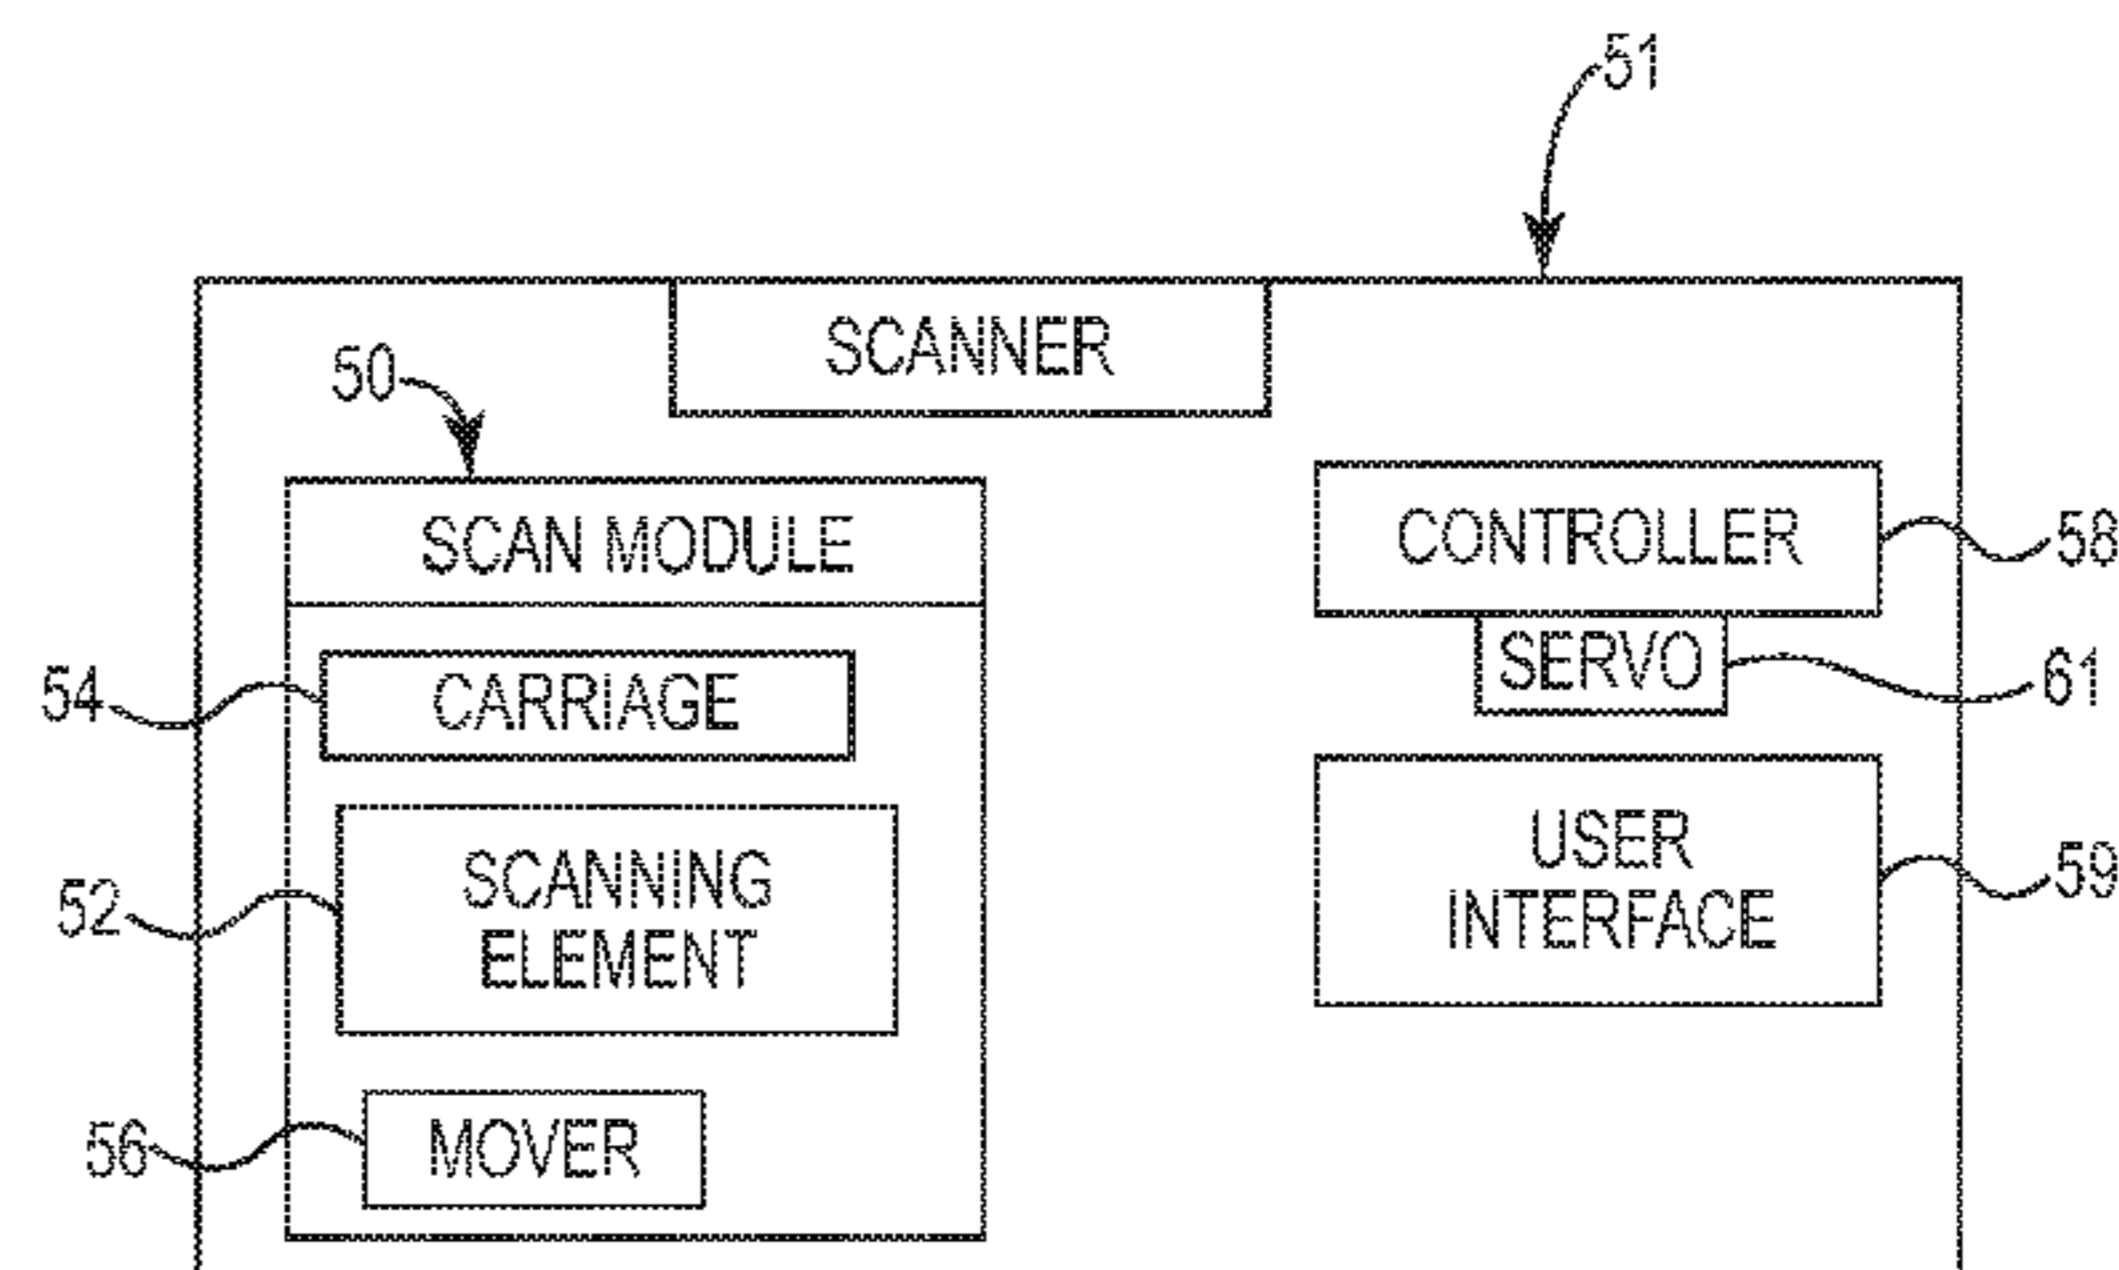 51
SCANNER
50
SCAN MODULE
CONTROLLER
58
SERVO
61
54
CARRIAGE
USER
INTERFACE
59
52
SCANNING
ELEMENT
56
MOVER